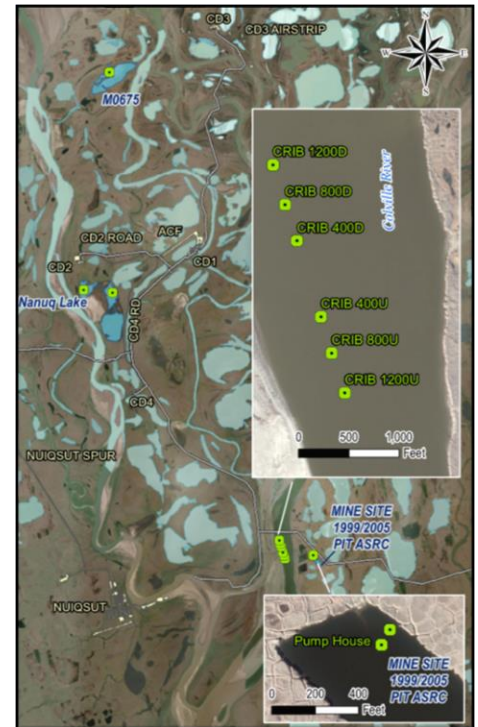 CD3
CD3 AIRSTRIP
N
W E
S
M0675
CRIB 1200D
CRIB 800D
CRIB 400D
Colville River
CRIB 400U
CRIB 800U
CRIB 1200U
0 500 1,000
Feet
CD2 ROAD
ACF
CD2
CD1
Nanuq Lake
CD4 RD
CD4
NUIQSUT SPUR
MINE SITE
1999/2005
PIT ASRC
NUIQSUT
Pump House
MINE SITE
1999/2005
PIT ASRC
0 200 400
Feet